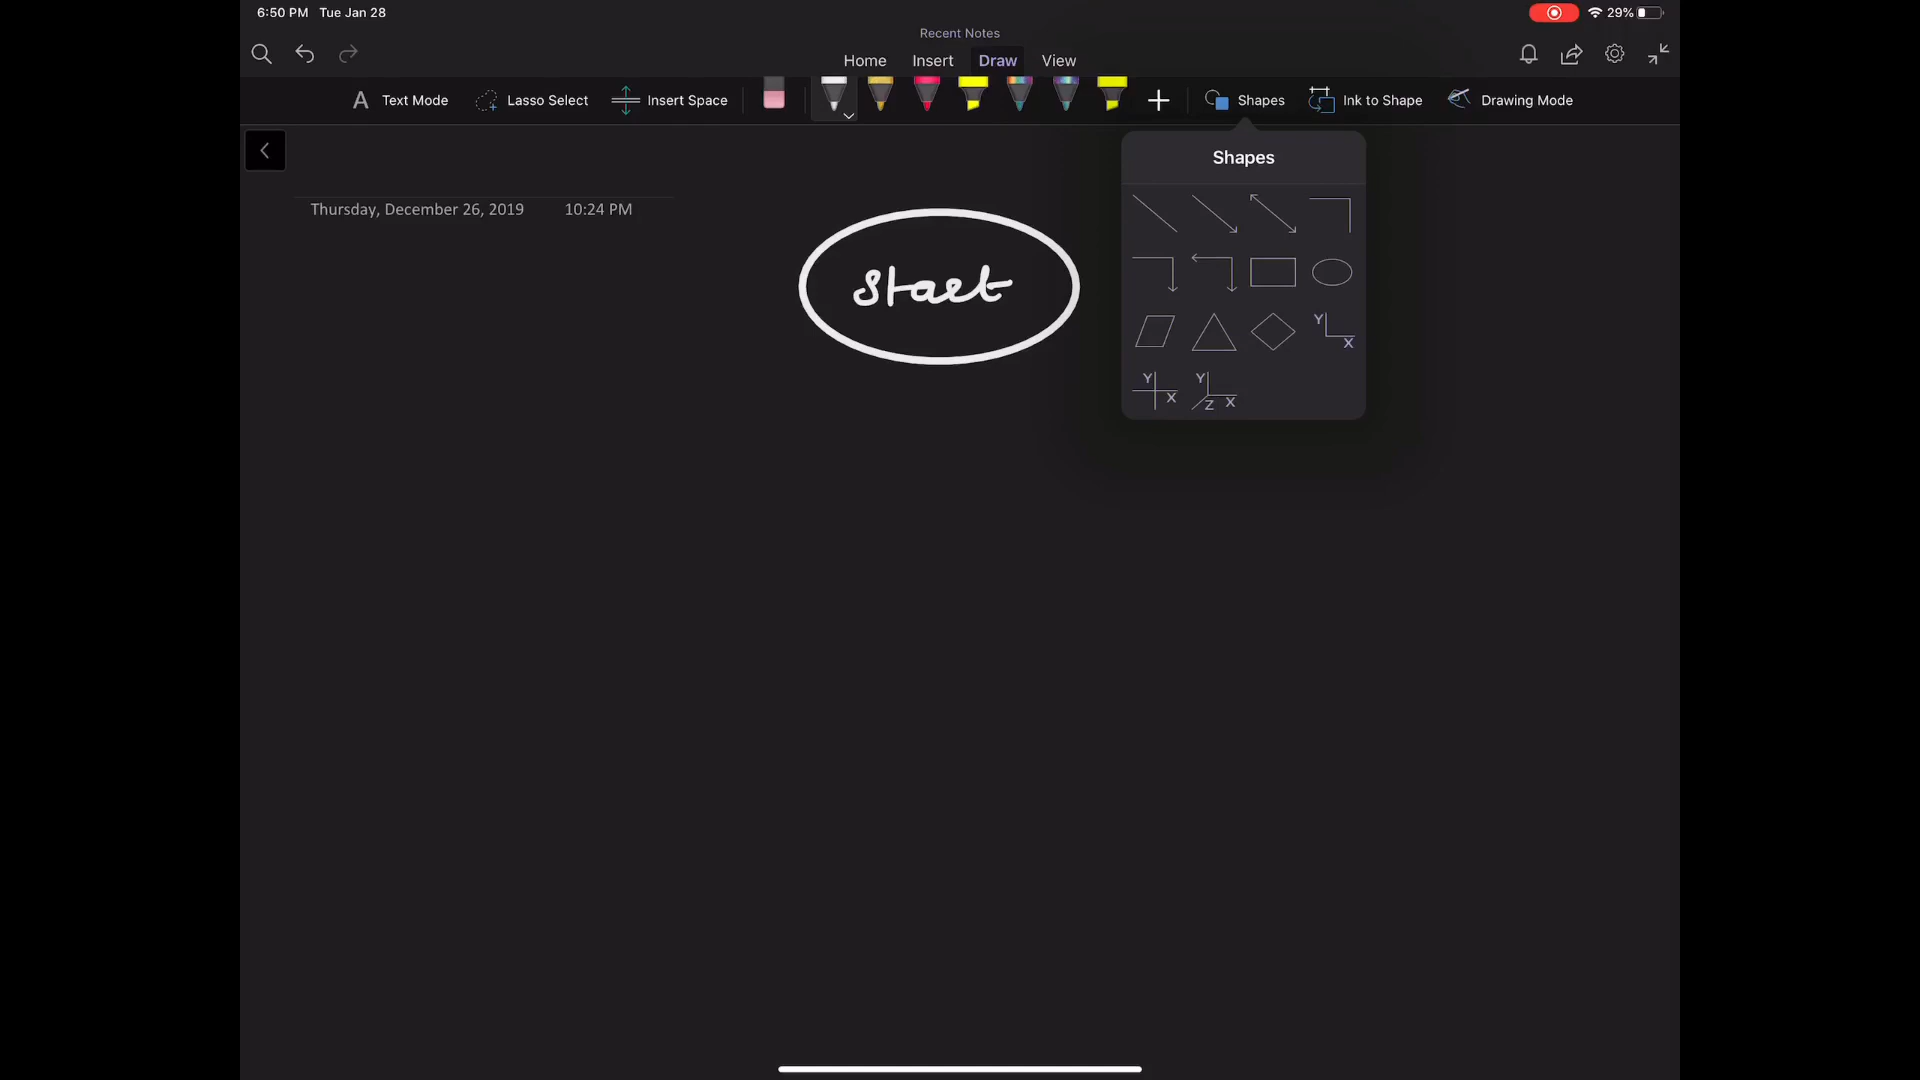 6:50 PM Tue Jan 28
29%
Recent Notes
Home Insert Draw View
Text Mode Lasso Select Insert Space Shapes Ink to Shape Drawing Mode
Shapes
Thursday, December 26, 2019 10:24 PM
Start
Y X
Y X
Y Z X